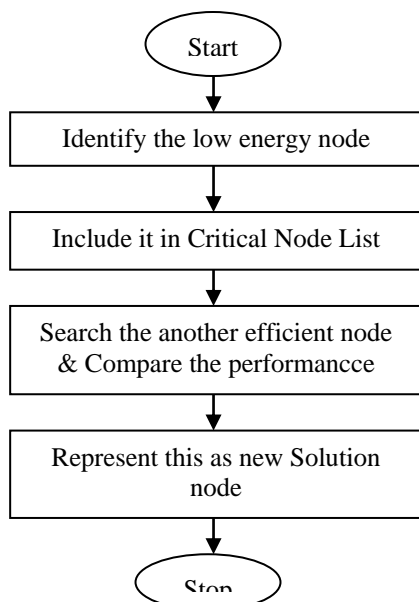 Start
Identify the low energy node
Include it in Critical Node List
Search the another efficient node
& Compare the performancce
Represent this as new Solution
node
Stop